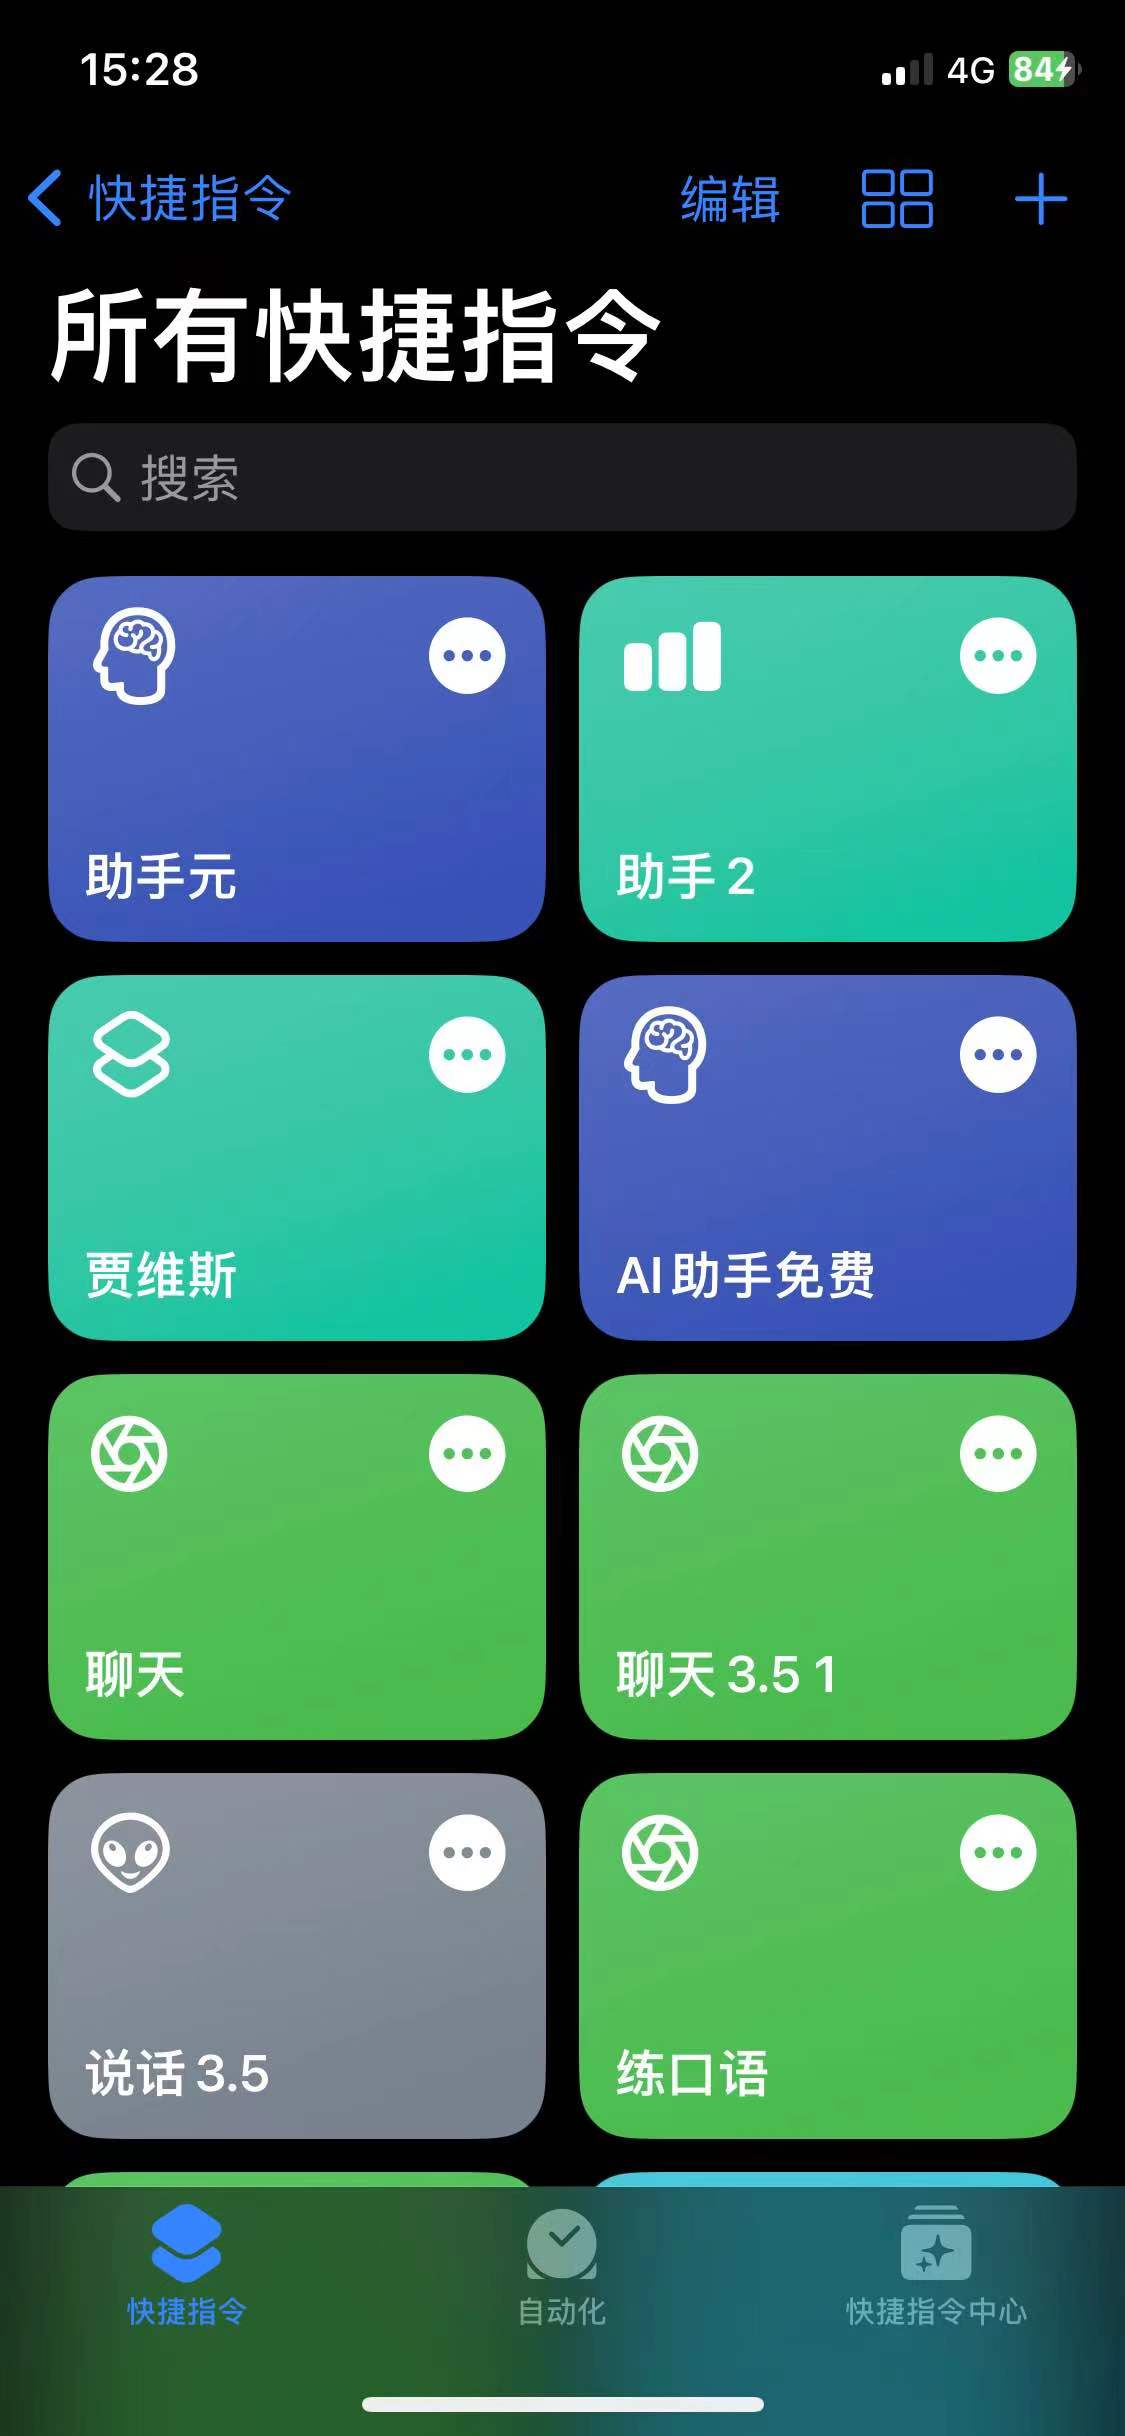 15:28
4G 84
快捷指令 编辑
所有快捷指令
搜索
助手元
助手 2
贾维斯
AI 助手免费
聊天
聊天 3.5 1
说话 3.5
练口语
快捷指令
自动化
快捷指令中心